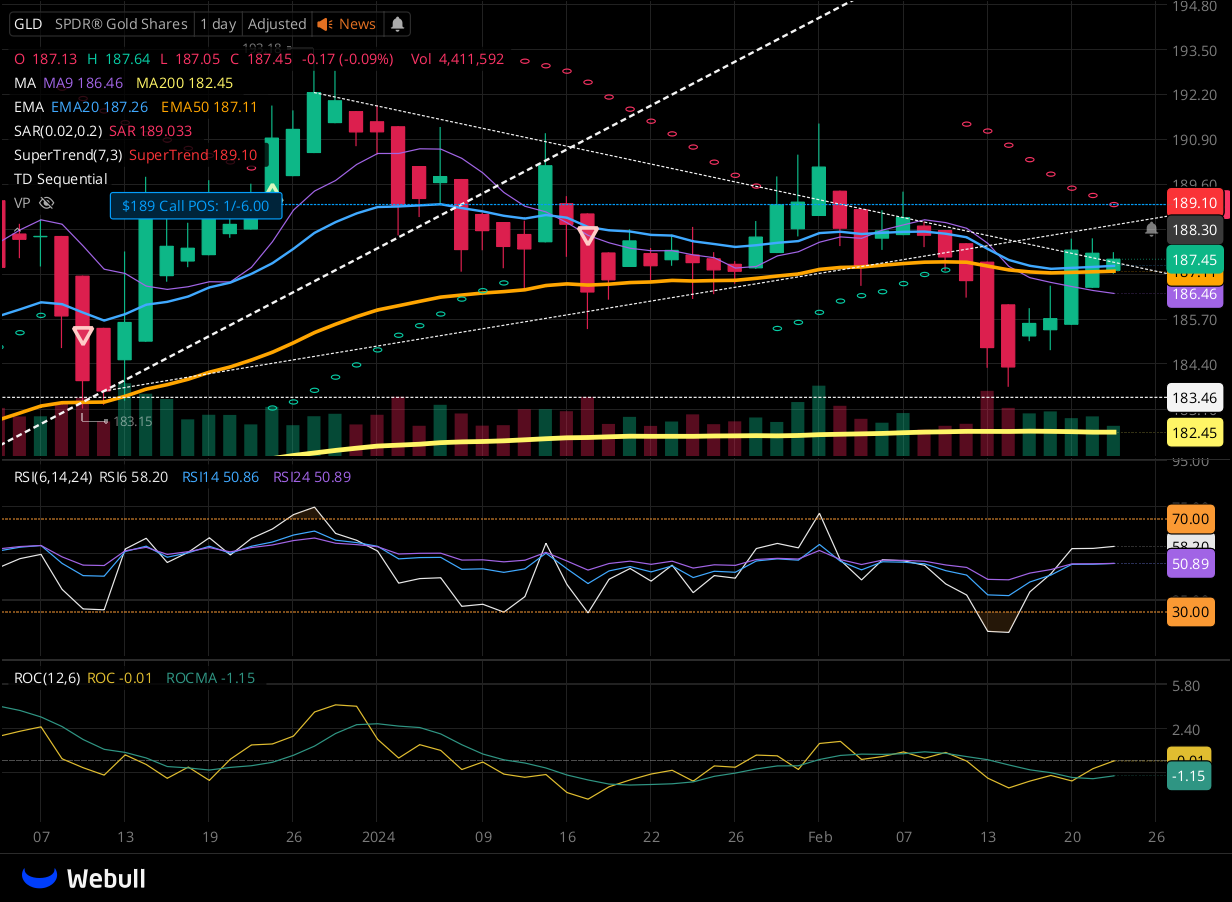 GLD SPDR® Gold Shares 1 day Adjusted News
O 187.13 H 187.64 L 187.05 C 187.45 -0.17 (-0.09%) Vol 4,411,592
MA MA9 186.46 MA200 182.45
EMA EMA20 187.26 EMA50 187.11
SAR(0.02,0.2) SAR 189.033
SuperTrend(7,3) SuperTrend 189.10
TD Sequential
VP
$189 Call POS: 1/-6.00
183.15
194.80
193.50
192.20
190.90
189.60
189.10
188.30
187.45
187.11
186.46
185.70
184.40
183.46
182.45
RSI(6,14,24) RSI6 58.20 RSI14 50.86 RSI24 50.89
95.00
70.00
58.20
50.89
30.00
ROC(12,6) ROC -0.01 ROCMA -1.15
5.80
2.40
-0.01
-1.15
07 13 19 26 2024 09 16 22 26 Feb 07 13 20 26
Webull